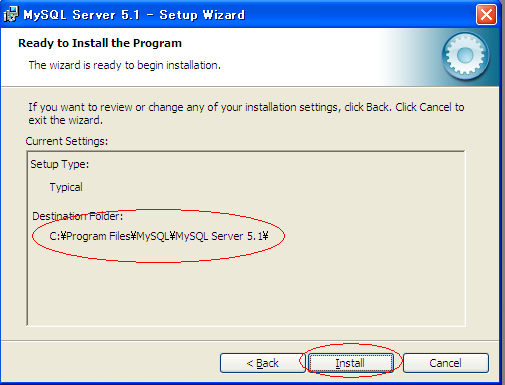 MySQL Server 5.1 - Setup Wizard
Ready to Install the Program
The wizard is ready to begin installation.
If you want to review or change any of your installation settings, click Back. Click Cancel to
exit the wizard.
Current Settings:
Setup Type:
Typical
Destination Folder:
C:¥Program Files¥MySQL¥MySQL Server 5.1¥
< Back
Install
Cancel